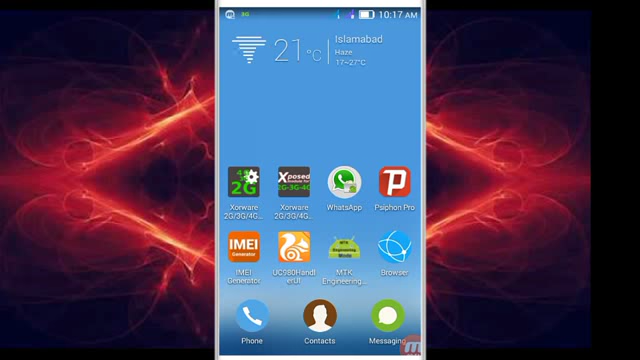 3G
10:17 AM
21°C
Islamabad
Haze
17~27°C
2G
Xposed
2G-3G-4G
Xorware
2G/3G/4G...
Xorware
2G/3G/4...
WhatsApp
Psiphon Pro
IMEI
Generator
MTK
Engineering
Mode
IMEI
Generator
UC980Handl
erUI
MTK
Engineering...
Browser
Phone
Contacts
Messaging